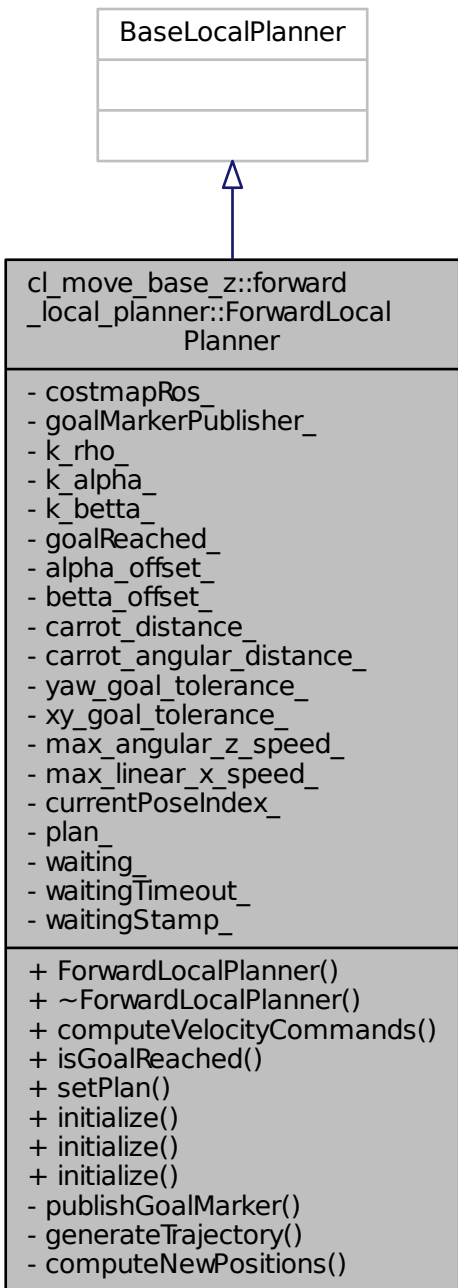 BaseLocalPlanner
cl_move_base_z::forward
_local_planner::ForwardLocal
Planner
- costmapRos_
- goalMarkerPublisher_
- k_rho_
- k_alpha_
- k_betta_
- goalReached_
- alpha_offset_
- betta_offset_
- carrot_distance_
- carrot_angular_distance_
- yaw_goal_tolerance_
- xy_goal_tolerance_
- max_angular_z_speed_
- max_linear_x_speed_
- currentPoseIndex_
- plan_
- waiting_
- waitingTimeout_
- waitingStamp_
+ ForwardLocalPlanner()
+ ~ForwardLocalPlanner()
+ computeVelocityCommands()
+ isGoalReached()
+ setPlan()
+ initialize()
+ initialize()
+ initialize()
- publishGoalMarker()
- generateTrajectory()
- computeNewPositions()